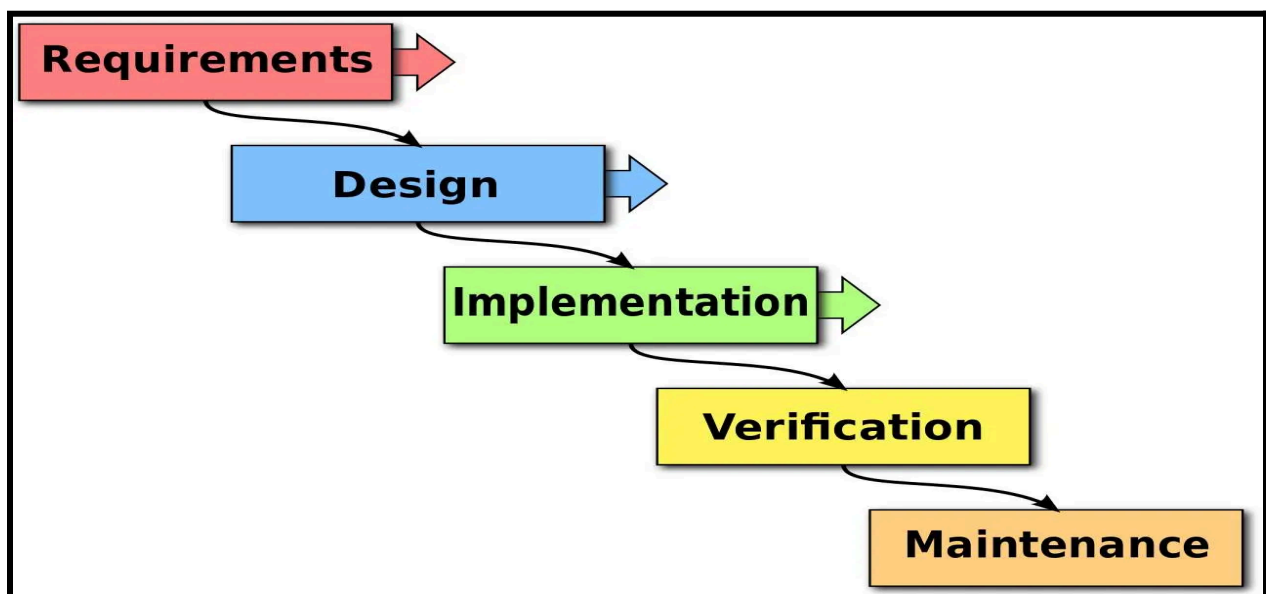 Requirements
Design
Implementation
Verification
Maintenance